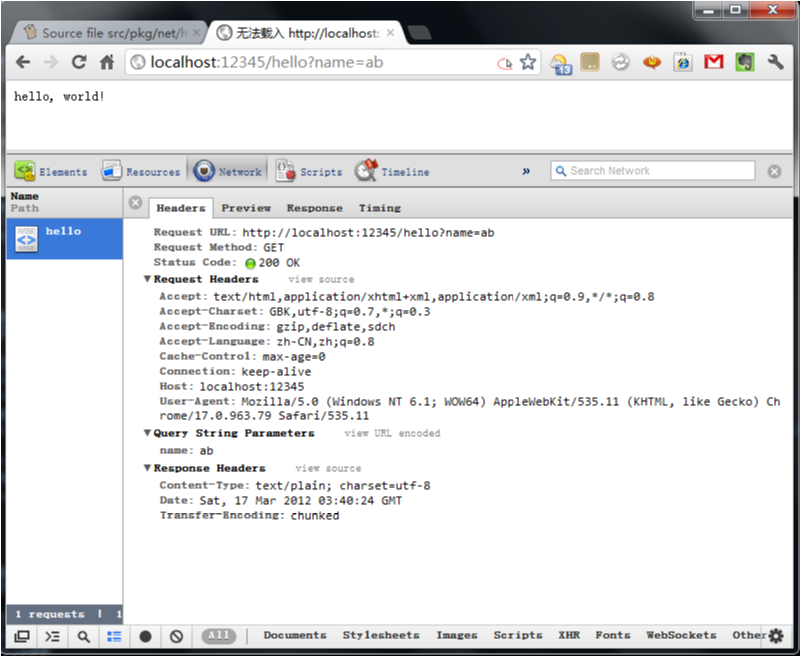 Source file src/pkg/net/h
无法载入 http://localhost:
localhost:12345/hello?name=ab
13
hello, world!
Elements Resources Network Scripts Timeline » Search Network
Name
Path
hello
Headers Preview Response Timing
Request URL: http://localhost:12345/hello?name=ab
Request Method: GET
Status Code: 200 OK
Request Headers view source
Accept: text/html,application/xhtml+xml,application/xml;q=0.9,*/*;q=0.8
Accept-Charset: GBK,utf-8;q=0.7,*;q=0.3
Accept-Encoding: gzip,deflate,sdch
Accept-Language: zh-CN,zh;q=0.8
Cache-Control: max-age=0
Connection: keep-alive
Host: localhost:12345
User-Agent: Mozilla/5.0 (Windows NT 6.1; WOW64) AppleWebKit/535.11 (KHTML, like Gecko) Ch
rome/17.0.963.79 Safari/535.11
Query String Parameters view URL encoded
name: ab
Response Headers view source
Content-Type: text/plain; charset=utf-8
Date: Sat, 17 Mar 2012 03:40:24 GMT
Transfer-Encoding: chunked
1 requests | 1
All Documents Stylesheets Images Scripts XHR Fonts WebSockets Other